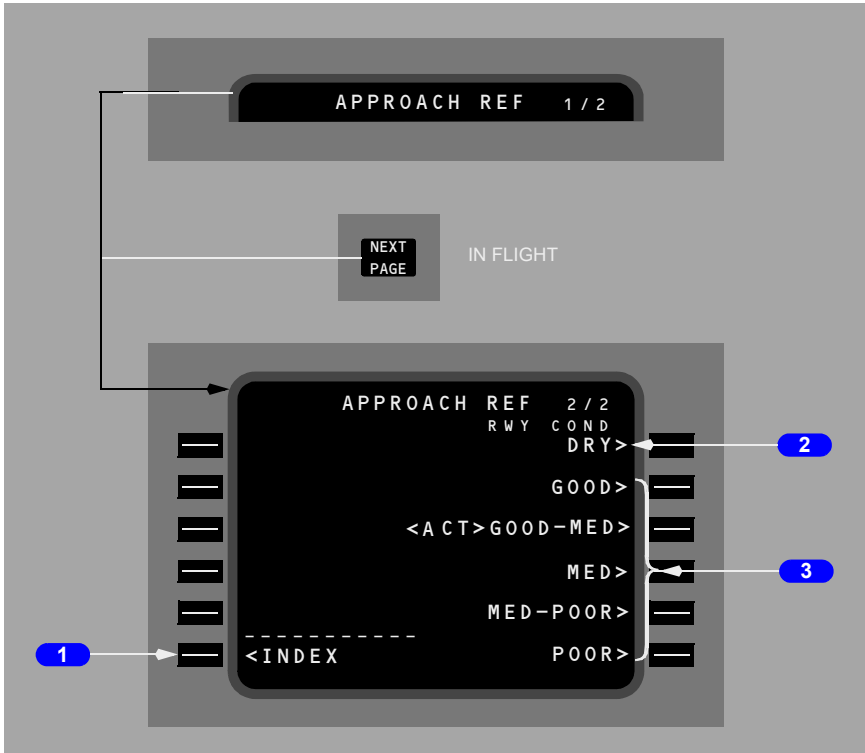 APPROACH REF 1/2
NEXT
PAGE
IN FLIGHT
APPROACH REF 2/2
RWY COND
DRY>
2
GOOD>
<ACT>GOOD-MED>
MED>
3
MED-POOR>
-----------
1
<INDEX
POOR>